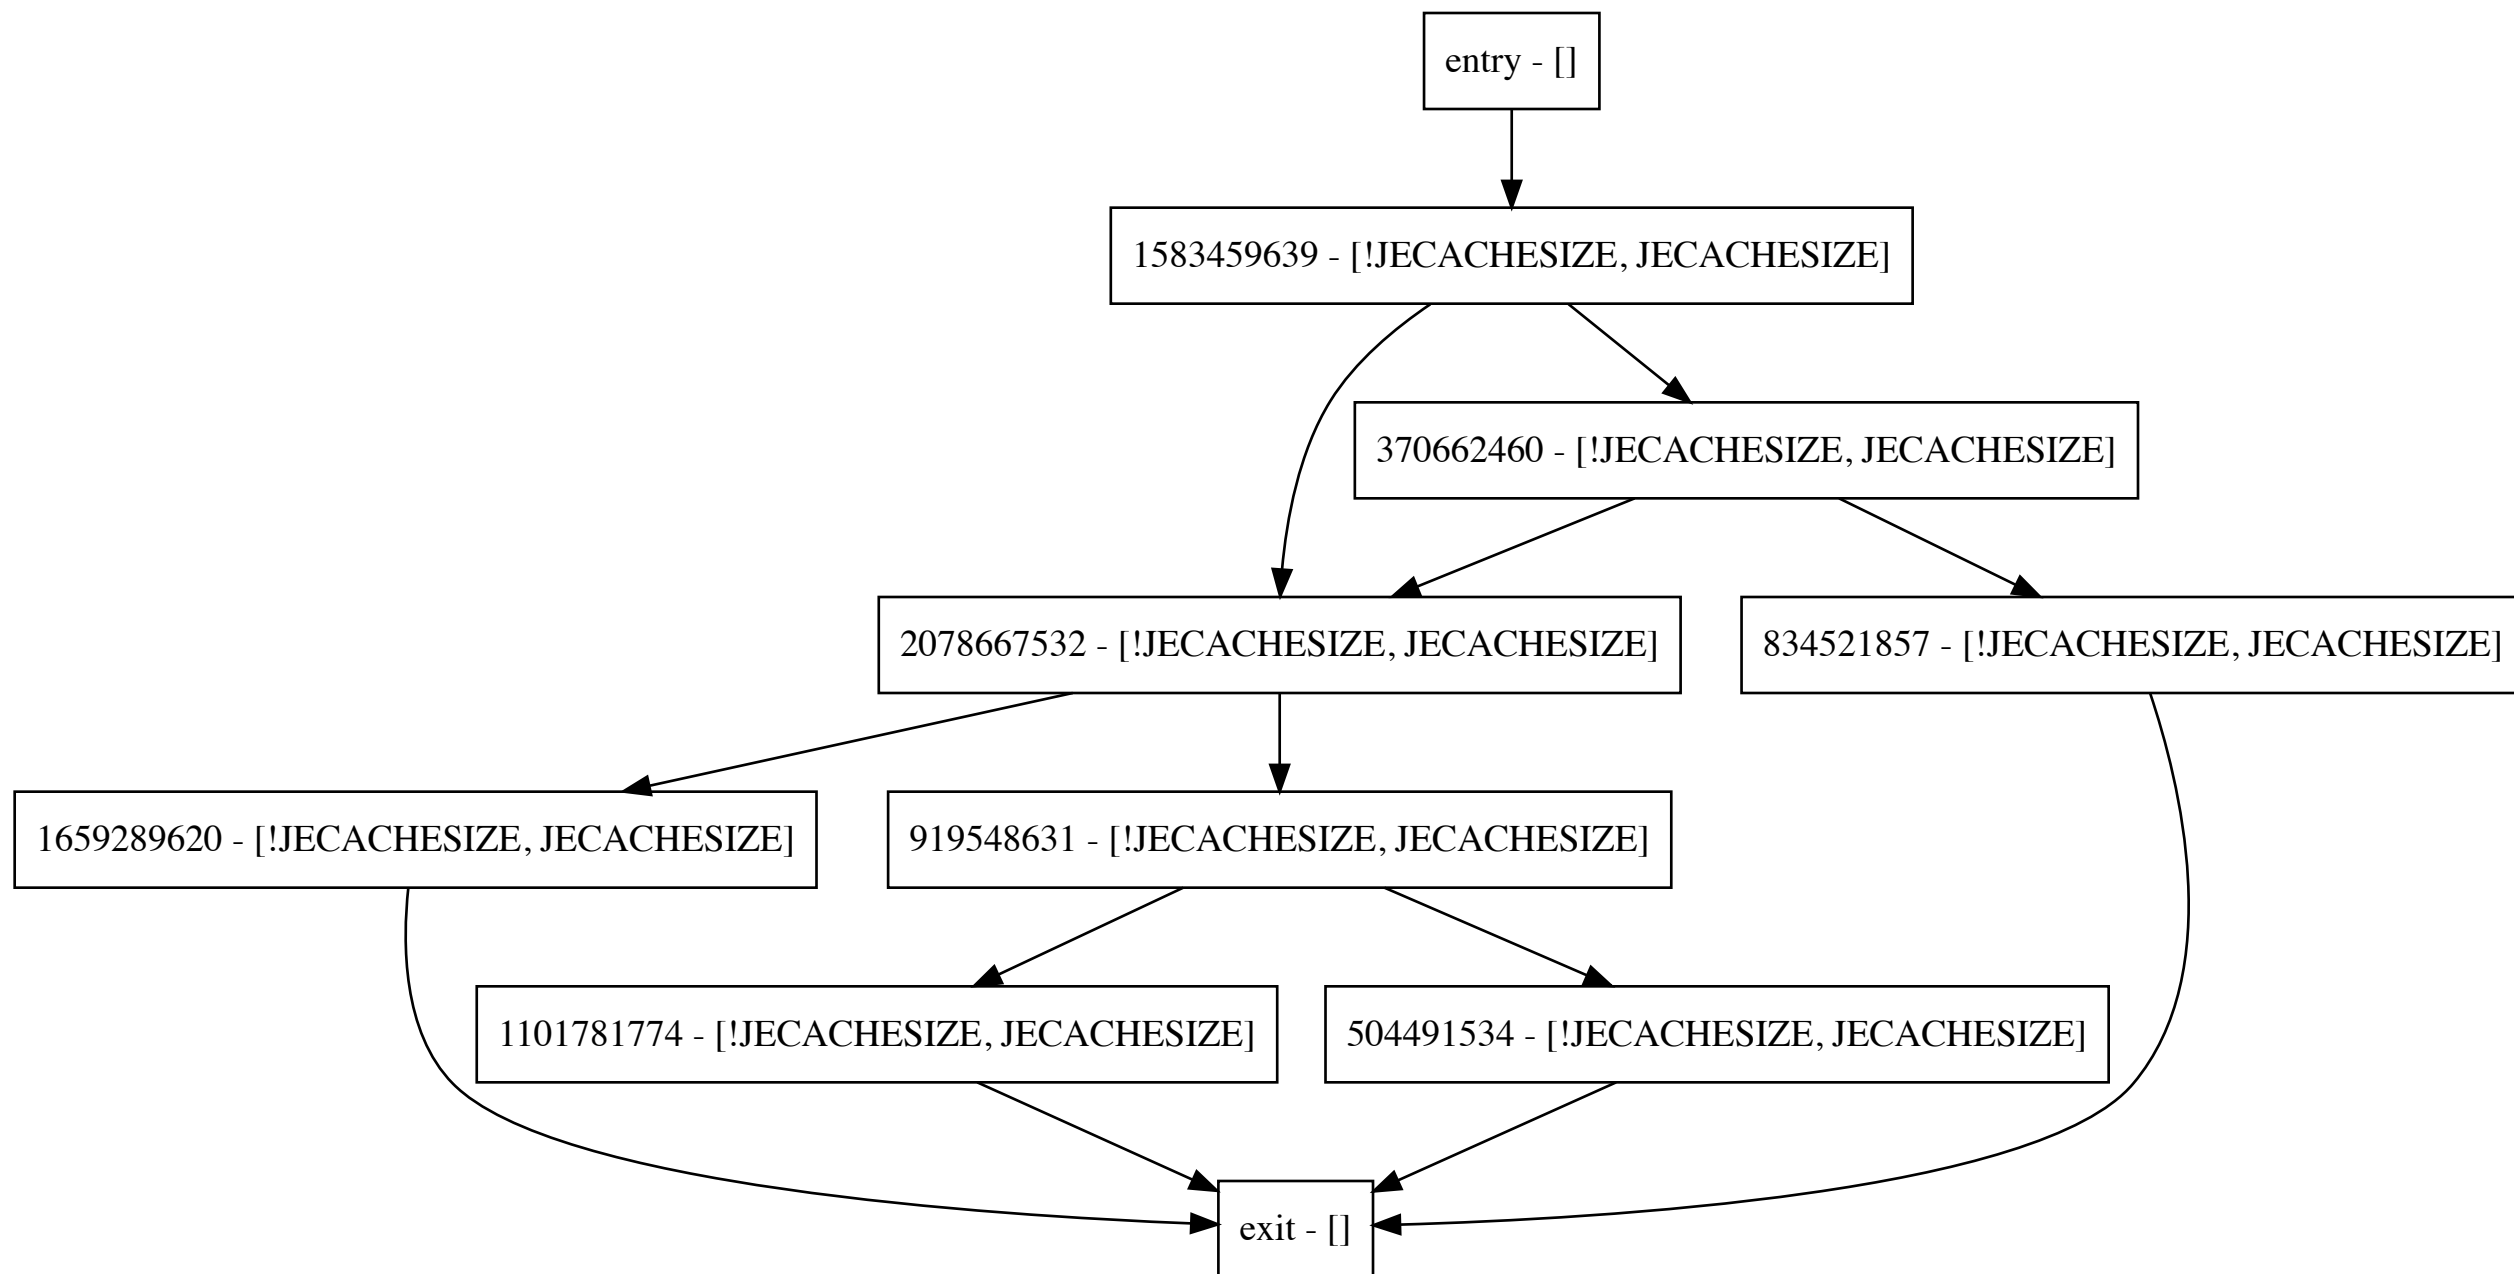 entry - []
1583459639 - [!JECACHESIZE, JECACHESIZE]
370662460 - [!JECACHESIZE, JECACHESIZE]
2078667532 - [!JECACHESIZE, JECACHESIZE]
834521857 - [!JECACHESIZE, JECACHESIZE]
1659289620 - [!JECACHESIZE, JECACHESIZE]
919548631 - [!JECACHESIZE, JECACHESIZE]
1101781774 - [!JECACHESIZE, JECACHESIZE]
504491534 - [!JECACHESIZE, JECACHESIZE]
exit - []